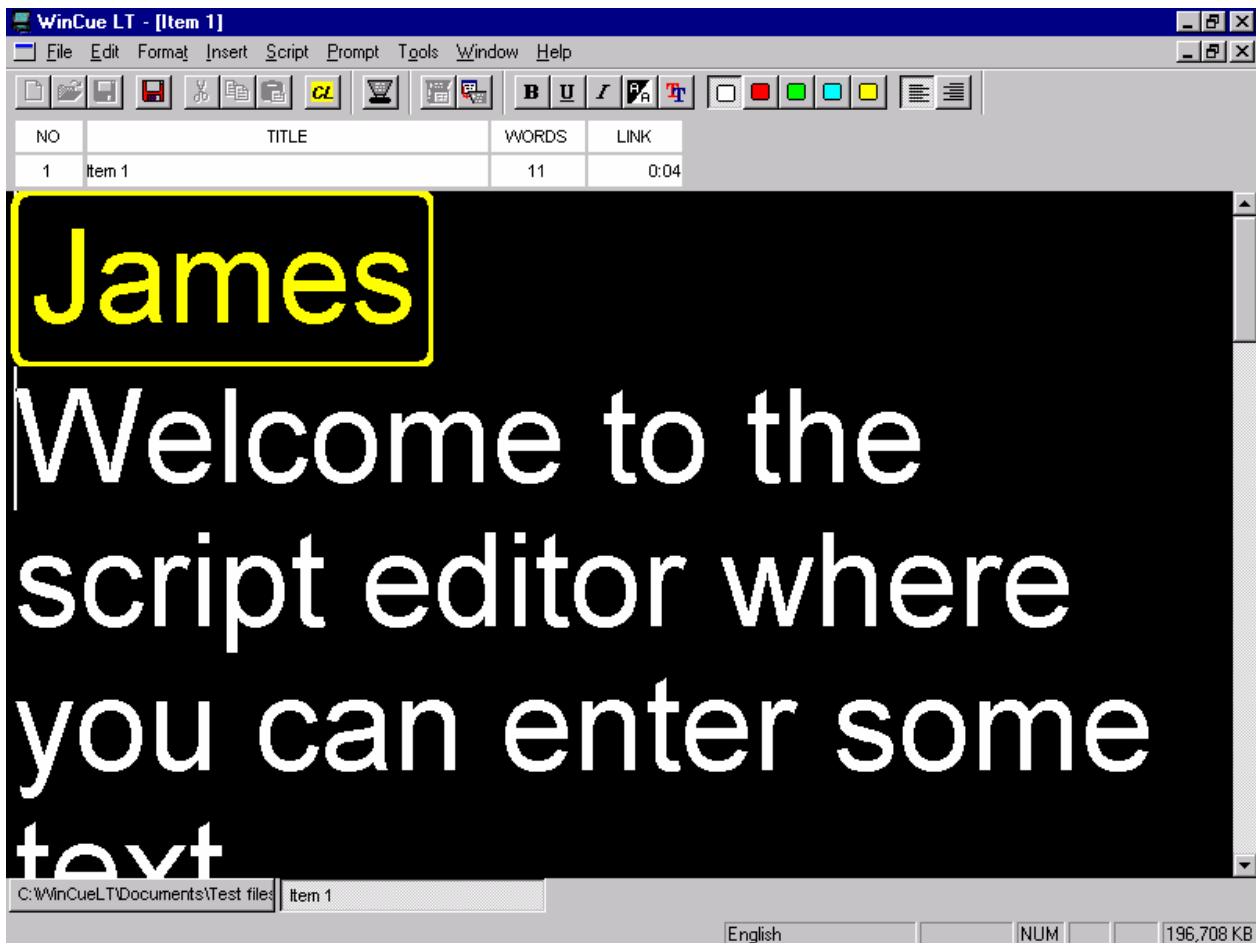 WinCue LT - [Item 1]
File Edit Format Insert Script Prompt Tools Window Help
CL B U I A A T T
NO TITLE WORDS LINK
1 Item 1 11 0:04
James
Welcome to the
script editor where
you can enter some
text
C:\WinCueLT\Documents\Test files Item 1
English NUM 196,708 KB